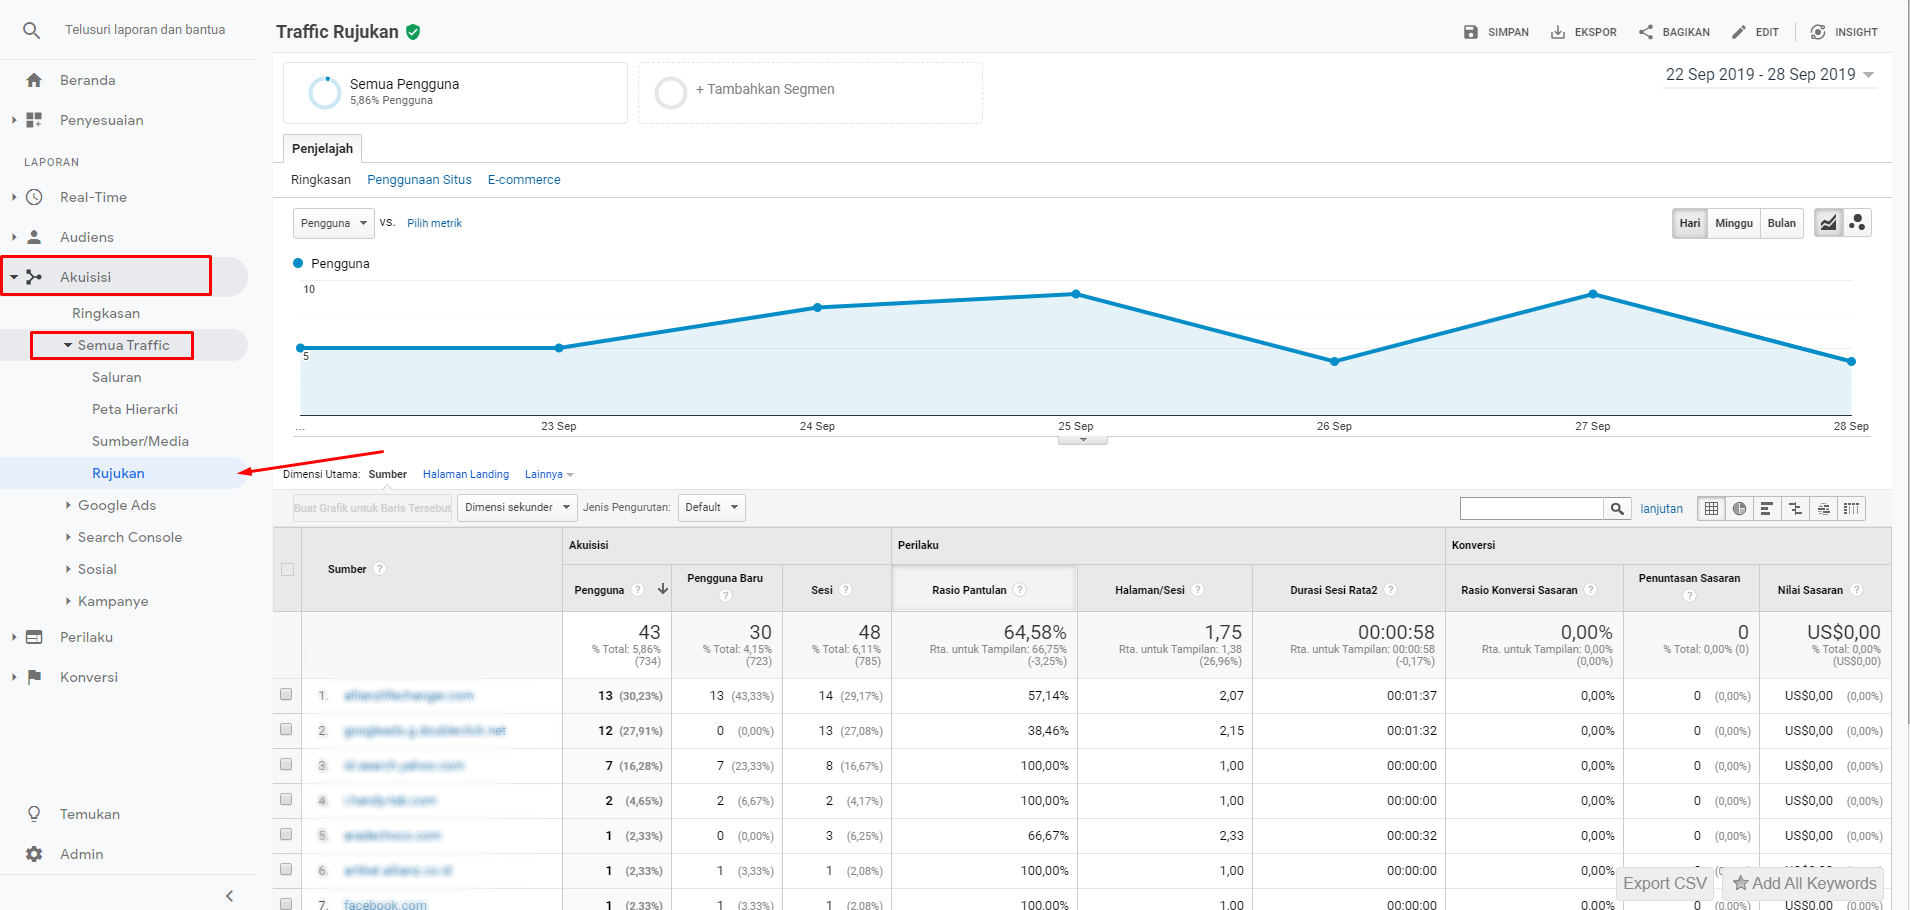 Telusuri laporan dan bantua
Beranda
Penyesuaian
LAPORAN
Real-Time
Audiens
Akuisisi
Ringkasan
Semua Traffic
Saluran
Peta Hierarki
Sumber/Media
Rujukan
Google Ads
Search Console
Sosial
Kampanye
Perilaku
Konversi
Temukan
Admin
Traffic Rujukan
SIMPAN EKSPOR BAGIKAN EDIT INSIGHT
Semua Pengguna
5,86% Pengguna
+ Tambahkan Segmen
22 Sep 2019 - 28 Sep 2019
Penjelajah
Ringkasan Penggunaan Situs E-commerce
Pengguna VS. Pilih metrik
Hari Minggu Bulan
Pengguna
10
5
... 23 Sep 24 Sep 25 Sep 26 Sep 27 Sep 28 Sep
Dimensi Utama: Sumber Halaman Landing Lainnya
Buat Grafik untuk Baris Tersebut Dimensi sekunder Jenis Pengurutan: Default lanjutan
Akuisisi Perilaku Konversi
Sumber ? Pengguna ? Pengguna Baru ? Sesi ? Rasio Pantulan ? Halaman/Sesi ? Durasi Sesi Rata2 ? Rasio Konversi Sasaran ? Penuntasan Sasaran ? Nilai Sasaran ?
43 30 48 64,58% 1,75 00:00:58 0,00% 0 US$0,00
% Total: 5,86% % Total: 4,15% % Total: 6,11% Rta. untuk Tampilan: 66,75% Rta. untuk Tampilan: 1,38 Rta. untuk Tampilan: 00:00:58 Rta. untuk Tampilan: 0,00% % Total: 0,00% (0) % Total: 0,00%
(734) (723) (785) (-3,25%) (26,96%) (-0,17%) (0,00%) (US$0,00)
1. 13 (30,23%) 13 (43,33%) 14 (29,17%) 57,14% 2,07 00:01:37 0,00% 0 (0,00%) US$0,00 (0,00%)
2. 12 (27,91%) 0 (0,00%) 13 (27,08%) 38,46% 2,15 00:01:32 0,00% 0 (0,00%) US$0,00 (0,00%)
3. 7 (16,28%) 7 (23,33%) 8 (16,67%) 100,00% 1,00 00:00:00 0,00% 0 (0,00%) US$0,00 (0,00%)
4. 2 (4,65%) 2 (6,67%) 2 (4,17%) 100,00% 1,00 00:00:00 0,00% 0 (0,00%) US$0,00 (0,00%)
5. 1 (2,33%) 0 (0,00%) 3 (6,25%) 66,67% 2,33 00:00:32 0,00% 0 (0,00%) US$0,00 (0,00%)
6. 1 (2,33%) 1 (3,33%) 1 (2,08%) 100,00% 1,00 00:00:00 0,00%
7. facebook.com 1 (2,33%) 1 (3,33%) 1 (2,08%) 100,00% 1,00 00:00:00 0,00%
Export CSV Add All Keywords